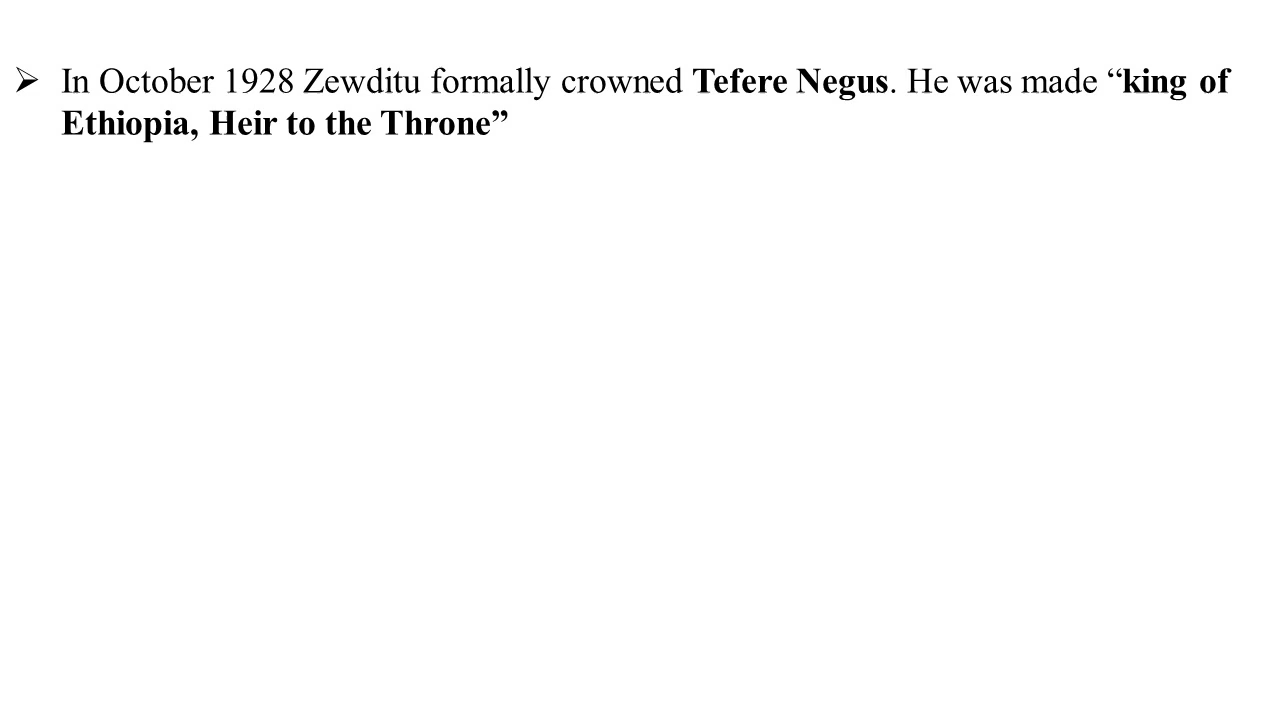 ➢ In October 1928 Zewditu formally crowned Tefere Negus. He was made “king of
Ethiopia, Heir to the Throne”